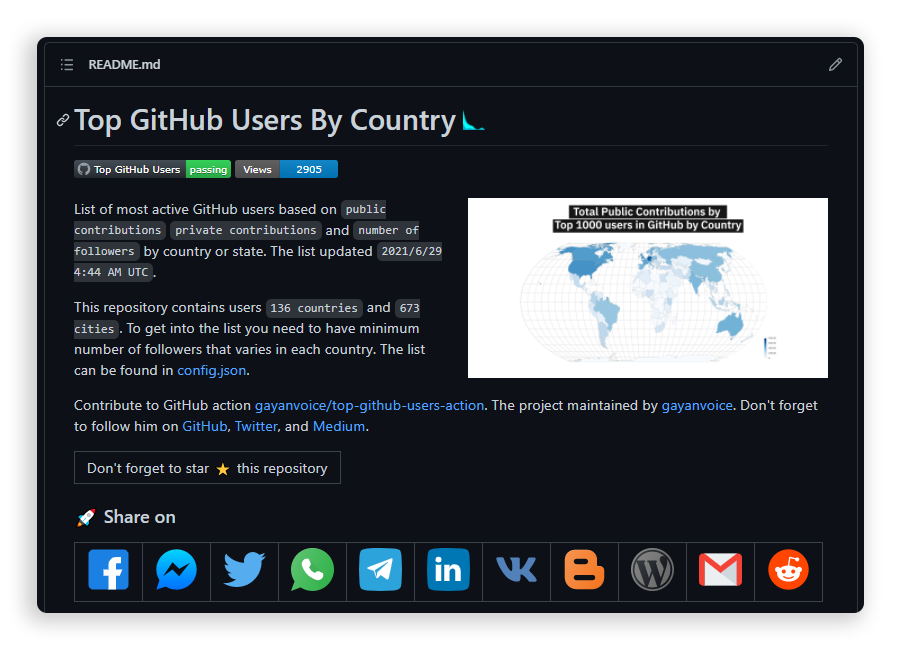 README.md
Top GitHub Users By Country
Top GitHub Users passing Views 2905
List of most active GitHub users based on public
contributions private contributions and number of
followers by country or state. The list updated 2021/6/29
4:44 AM UTC.
Total Public Contributions by
Top 1000 users in GitHub by Country
This repository contains users 136 countries and 673
cities. To get into the list you need to have minimum
number of followers that varies in each country. The list
can be found in config.json.
Contribute to GitHub action gayanvoice/top-github-users-action. The project maintained by gayanvoice. Don't forget
to follow him on GitHub, Twitter, and Medium.
Don't forget to star ⭐ this repository
🚀 Share on